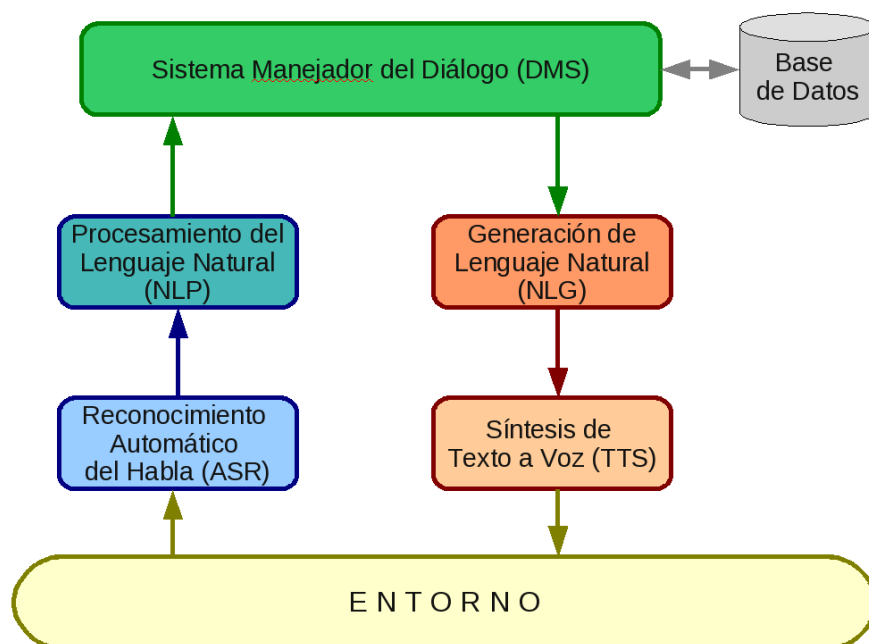 Sistema Manejador del Diálogo (DMS)
Base
de Datos
Procesamiento del
Lenguaje Natural
(NLP)
Generación de
Lenguaje Natural
(NLG)
Reconocimiento
Automático
del Habla (ASR)
Síntesis de
Texto a Voz (TTS)
E N T O R N O